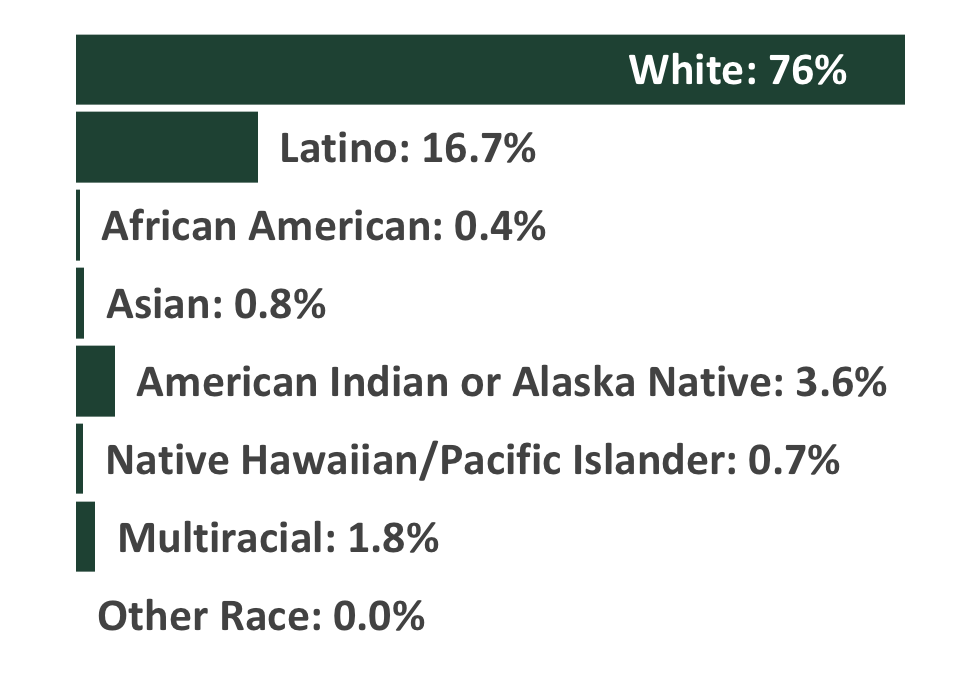 White: 76%
Latino: 16.7%
African American: 0.4%
Asian: 0.8%
American Indian or Alaska Native: 3.6%
Native Hawaiian/Pacific Islander: 0.7%
Multiracial: 1.8%
Other Race: 0.0%